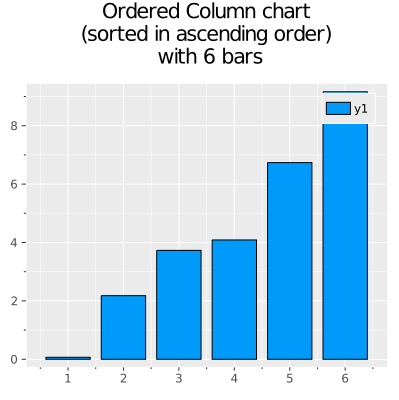 Ordered Column chart
(sorted in ascending order)
with 6 bars
y1
8
6
4
2
0
1 2 3 4 5 6